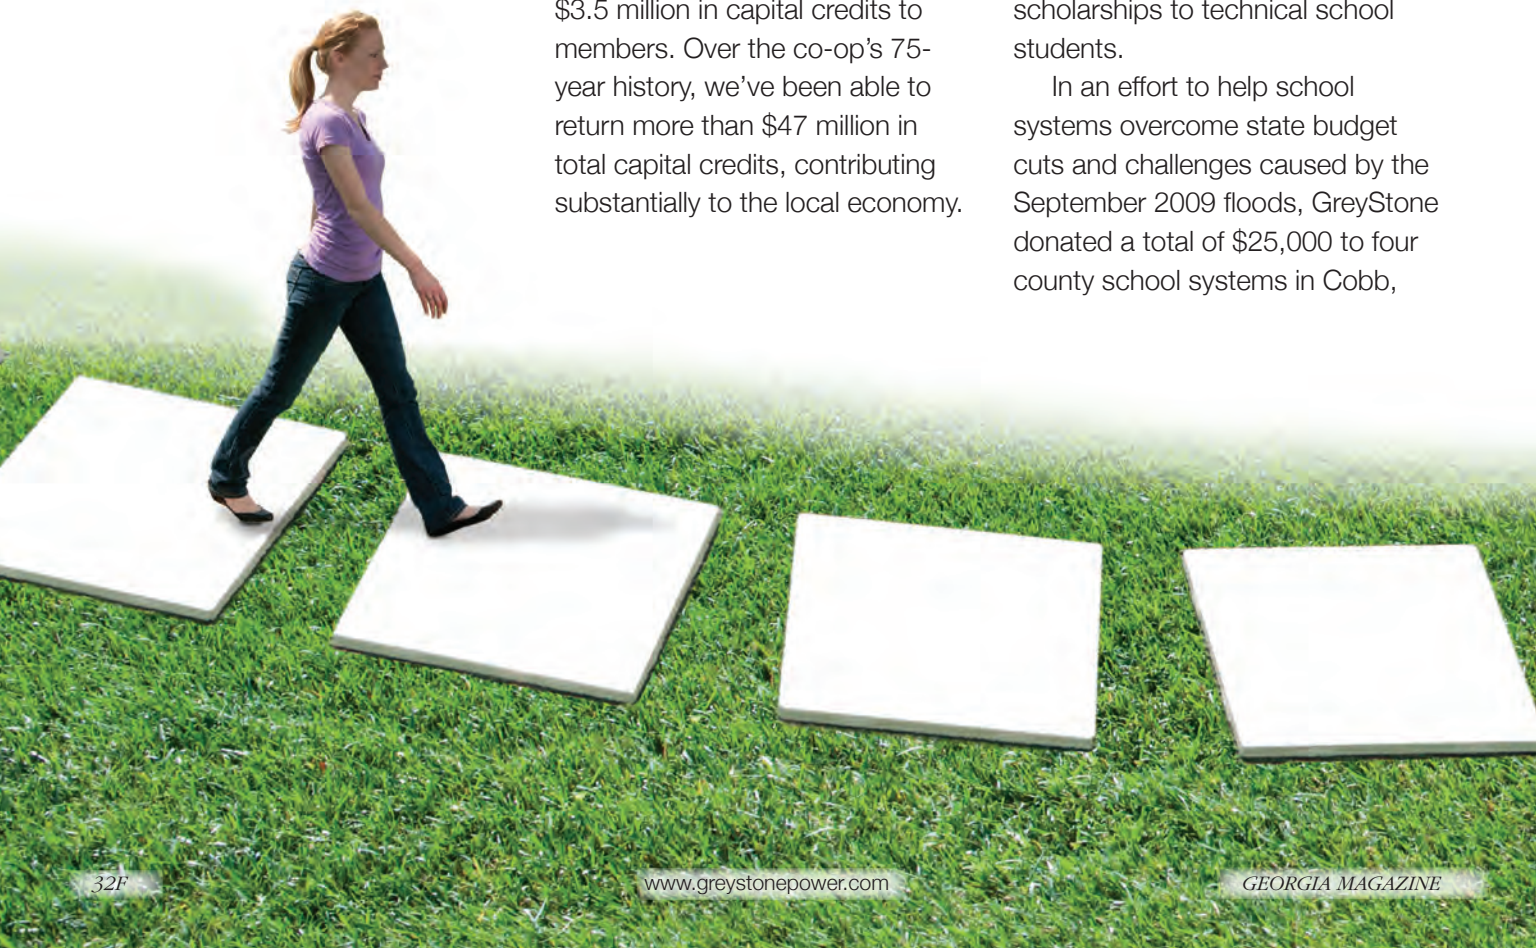 $3.5 million in capital credits to
members. Over the co-op’s 75-
year history, we’ve been able to
return more than $47 million in
total capital credits, contributing
substantially to the local economy.
scholarships to technical school
students.
In an effort to help school
systems overcome state budget
cuts and challenges caused by the
September 2009 floods, GreyStone
donated a total of $25,000 to four
county school systems in Cobb,
32F
www.greystonepower.com
GEORGIA MAGAZINE